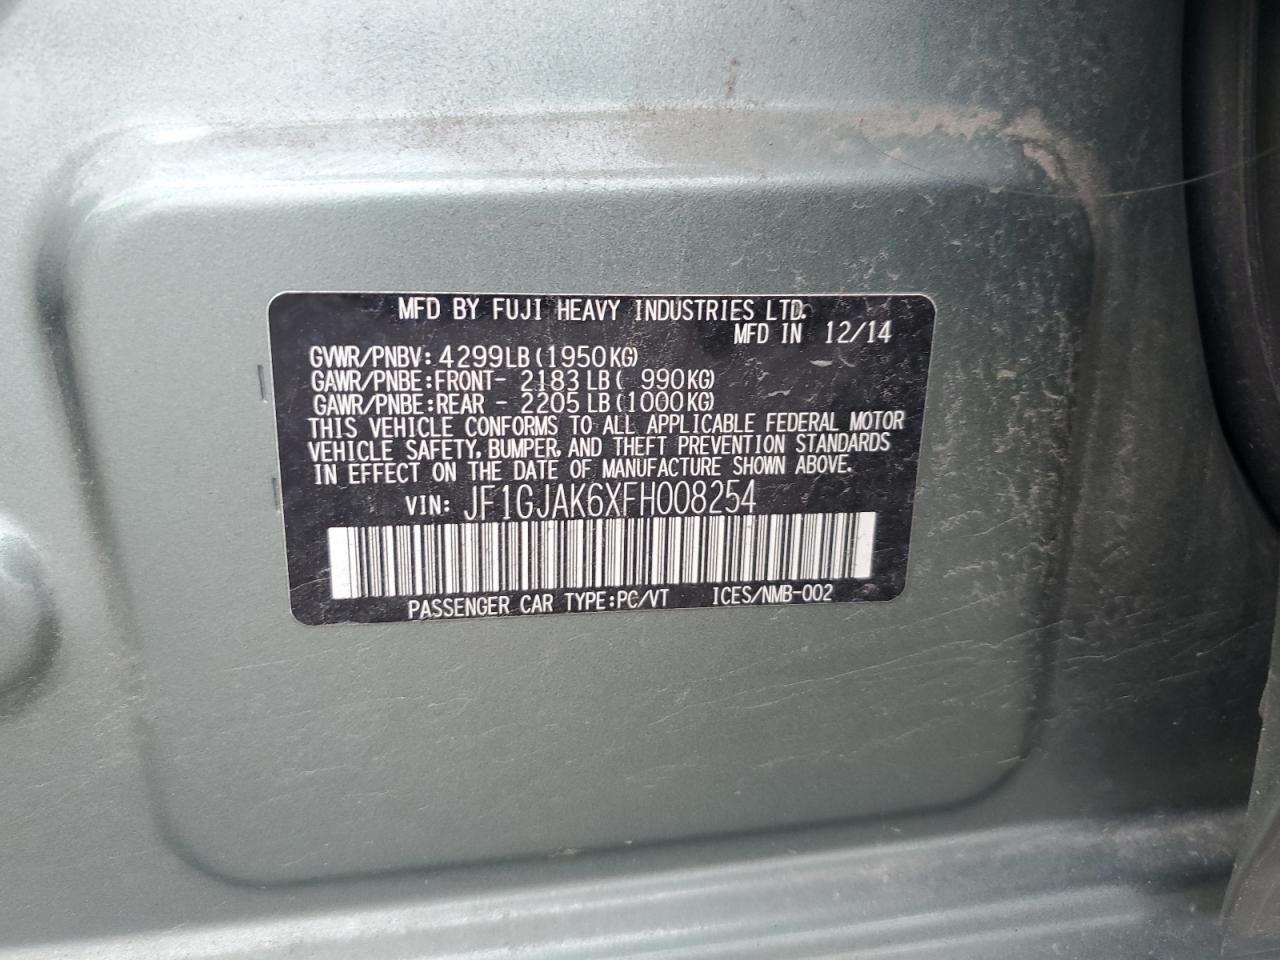 MFD BY FUJI HEAVY INDUSTRIES LTD.
MFD IN 12/14
GVWR/PNBV: 4299LB (1950KG)
GAWR/PNBE: FRONT- 2183 LB ( 990KG)
GAWR/PNBE: REAR - 2205 LB (1000KG)
THIS VEHICLE CONFORMS TO ALL APPLICABLE FEDERAL MOTOR
VEHICLE SAFETY, BUMPER, AND THEFT PREVENTION STANDARDS
IN EFFECT ON THE DATE OF MANUFACTURE SHOWN ABOVE.
VIN: JF1GJAK6XFH008254
PASSENGER CAR TYPE:PC/VT ICES/NMB-002